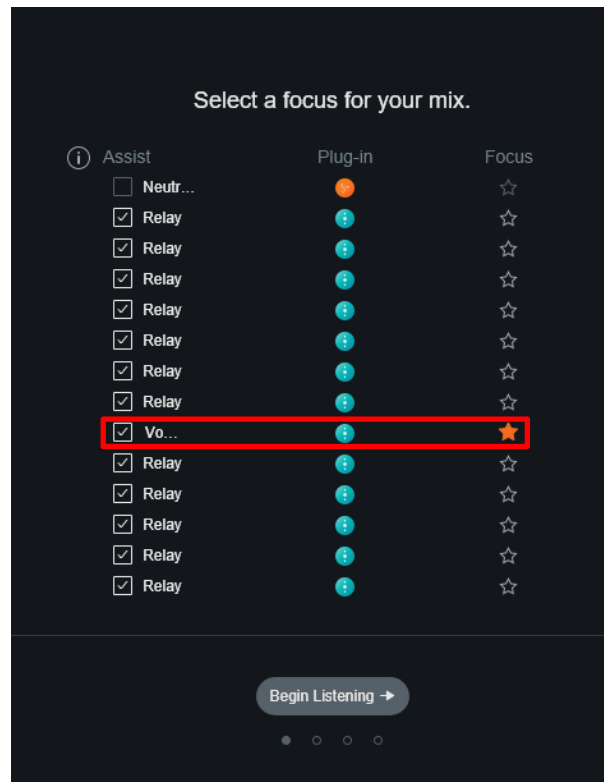 Select a focus for your mix.
Assist Plug-in Focus
Neutr...
Relay
Relay
Relay
Relay
Relay
Relay
Relay
Vo...
Relay
Relay
Relay
Relay
Relay
Begin Listening